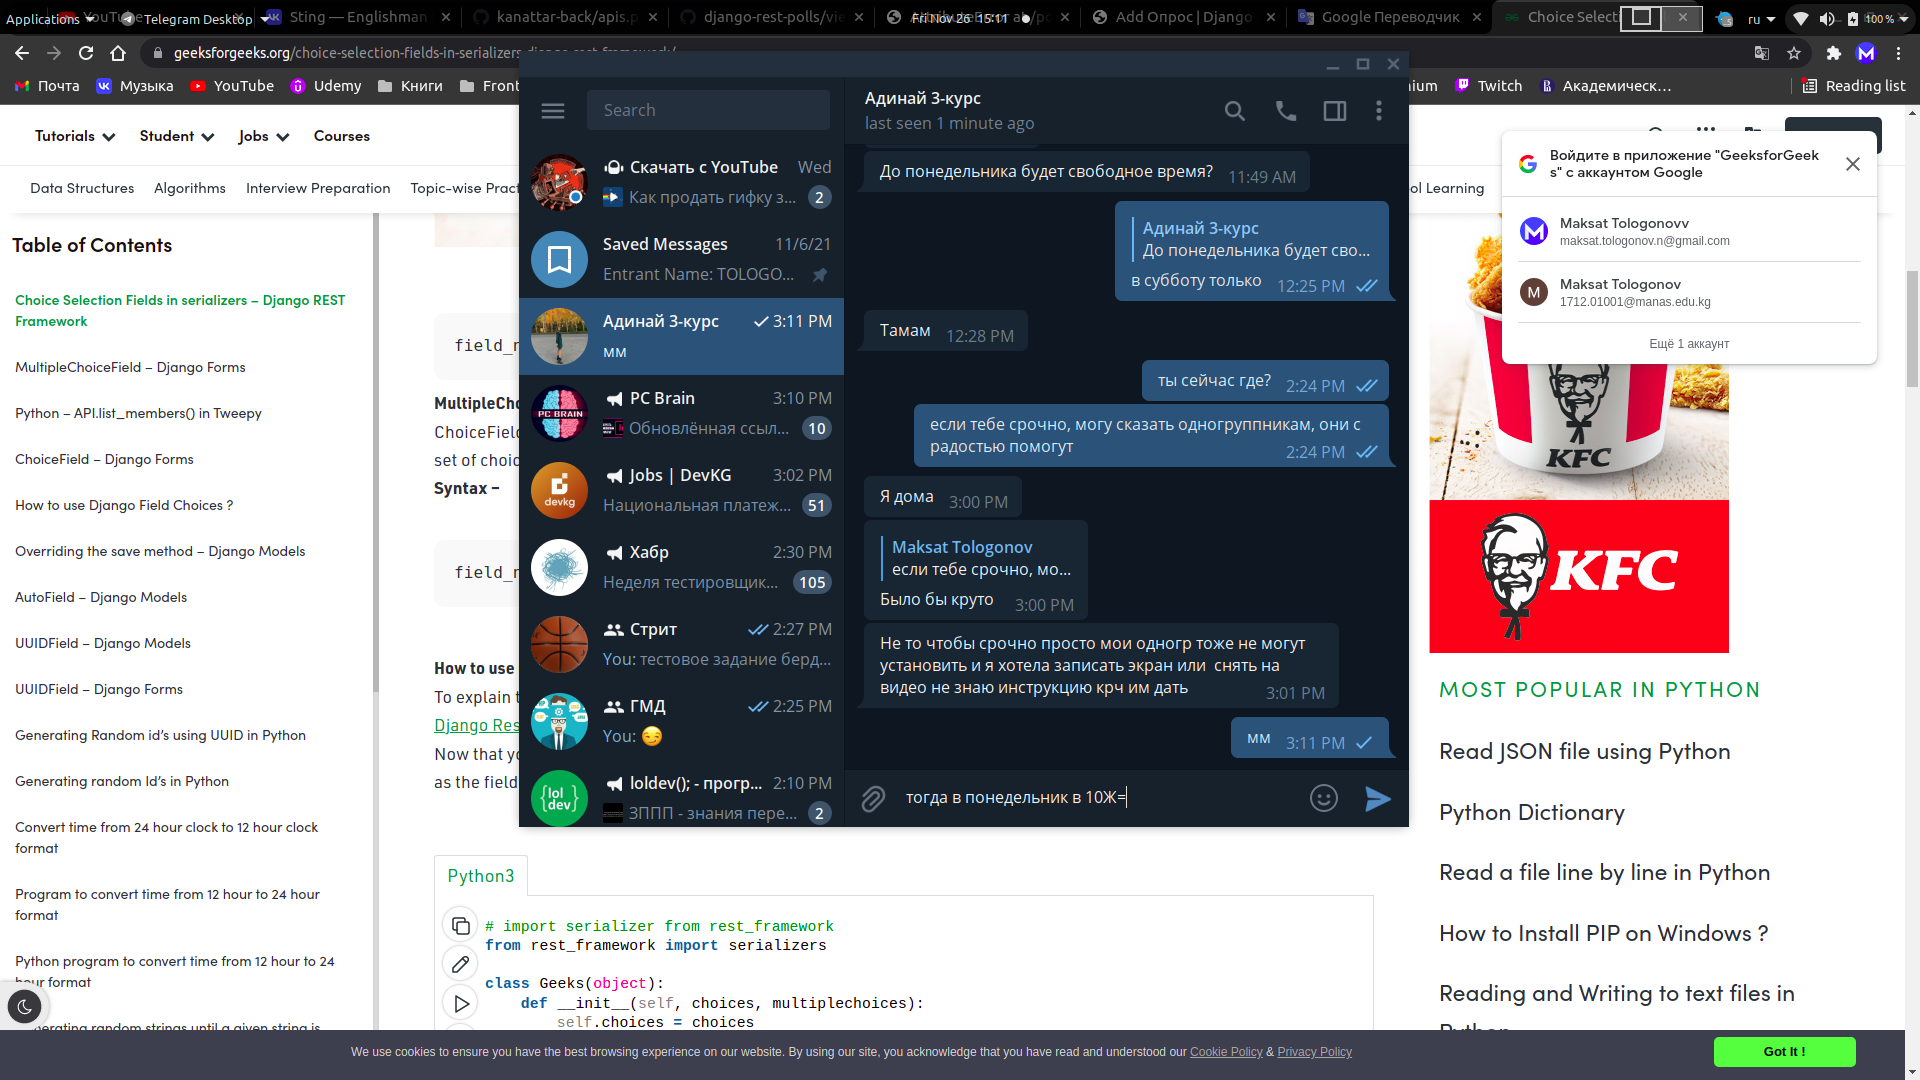 Applications
Telegram Desktop
Fri Nov 26 15:11
ru
100 %
YouTube
Sting — Englishman
kanattar-back/apis.p
django-rest-polls/vie
Add Опрос | Django
Google Переводчик
Choice Selecti
geeksforgeeks.org/choice-selection-fields-in-serializers-django-rest-framework/
Почта
Музыка
YouTube
Udemy
Книги
Front
Twitch
Академическ…
Reading list
Tutorials
Student
Jobs
Courses
Data Structures
Algorithms
Interview Preparation
Topic-wise Pract
ol Learning
Table of Contents
Choice Selection Fields in serializers – Django REST
Framework
MultipleChoiceField – Django Forms
Python – API.list_members() in Tweepy
ChoiceField – Django Forms
How to use Django Field Choices ?
Overriding the save method – Django Models
AutoField – Django Models
UUIDField – Django Models
UUIDField – Django Forms
Generating Random id's using UUID in Python
Generating random Id's in Python
Convert time from 24 hour clock to 12 hour clock
format
Program to convert time from 12 hour to 24 hour
format
Python program to convert time from 12 hour to 24
hour format
field_n
MultipleCho
ChoiceField
set of choic
Syntax –
field_n
How to use
To explain t
Django Res
Now that yo
as the field
Python3
# import serializer from rest_framework
from rest_framework import serializers
class Geeks(object):
def __init__(self, choices, multiplechoices):
self.choices = choices
Search
Скачать с YouTube
Wed
Как продать гифку з...
2
Saved Messages
11/6/21
Entrant Name: TOLOGO...
Адинай 3-курс
3:11 PM
мм
PC BRAIN
PC Brain
3:10 PM
Обновлённая ссыл...
10
devkg
Jobs | DevKG
3:02 PM
Национальная платеж...
51
Хабр
2:30 PM
Неделя тестировщик...
105
Стрит
2:27 PM
You: тестовое задание берд...
ГМД
2:25 PM
You: 😏
{lol
dev}
loldev(); - прогр...
2:10 PM
ЗППП - знания пере...
2
Адинай 3-курс
last seen 1 minute ago
До понедельника будет свободное время?
11:49 AM
Адинай 3-курс
До понедельника будет сво...
в субботу только
12:25 PM
Тамам
12:28 PM
ты сейчас где?
2:24 PM
если тебе срочно, могу сказать одногруппникам, они с
радостью помогут
2:24 PM
Я дома
3:00 PM
Maksat Tologonov
если тебе срочно, мо...
Было бы круто
3:00 PM
Не то чтобы срочно просто мои одногр тоже не могут
установить и я хотела записать экран или снять на
видео не знаю инструкцию крч им дать
3:01 PM
мм
3:11 PM
тогда в понедельник в 10Ж=
Войдите в приложение "GeeksforGeek
s" с аккаунтом Google
Maksat Tologonovv
maksat.tologonov.n@gmail.com
M
Maksat Tologonov
1712.01001@manas.edu.kg
Ещё 1 аккаунт
KFC
KFC
MOST POPULAR IN PYTHON
Read JSON file using Python
Python Dictionary
Read a file line by line in Python
How to Install PIP on Windows ?
Reading and Writing to text files in
Python
We use cookies to ensure you have the best browsing experience on our website. By using our site, you acknowledge that you have read and understood our Cookie Policy & Privacy Policy
Got It !